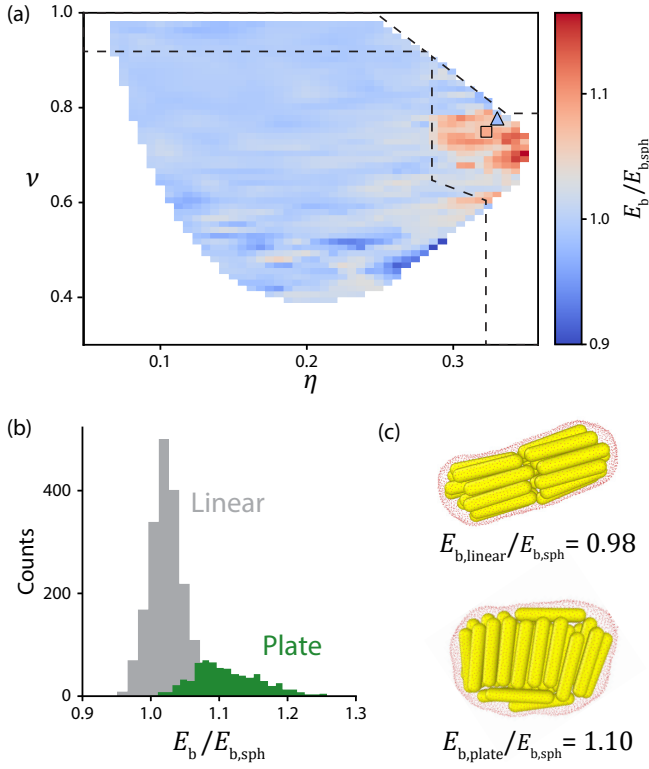 (a)
1.0
0.8
0.6
0.4
ν
0.1
0.2
0.3
η
1.1
1.0
0.9
E_b/E_b,sph
(b)
400
200
0
Counts
Linear
Plate
0.9
1.0
1.1
1.2
1.3
E_b/E_b,sph
(c)
E_b,linear/E_b,sph= 0.98
E_b,plate/E_b,sph= 1.10